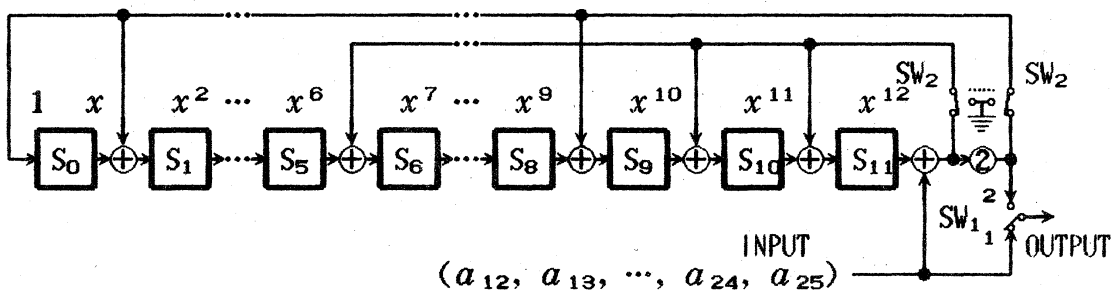 1 x x² ⋯ x⁶ x⁷ ⋯ x⁹ x¹⁰ x¹¹ x¹² SW₂ SW₂
S₀ S₁ S₅ S₆ S₈ S₉ S₁₀ S₁₁ 2
SW₁ 2 1 OUTPUT
INPUT
(a₁₂, a₁₃, ⋯, a₂₄, a₂₅)